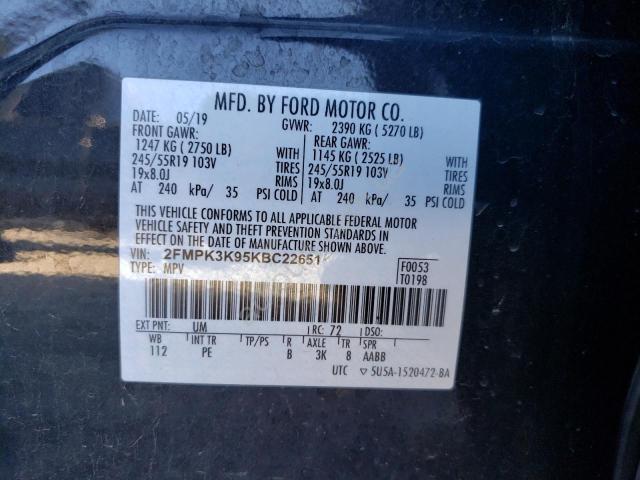 MFD. BY FORD MOTOR CO.
DATE: 05/19 GVWR: 2390 KG ( 5270 LB)
FRONT GAWR: REAR GAWR:
1247 KG ( 2750 LB) WITH 1145 KG ( 2525 LB) WITH
245/55R19 103V TIRES 245/55R19 103V TIRES
19x8.0J RIMS 19x8.0J RIMS
AT 240 kPa/ 35 PSI COLD AT 240 kPa/ 35 PSI COLD
THIS VEHICLE CONFORMS TO ALL APPLICABLE FEDERAL MOTOR
VEHICLE SAFETY AND THEFT PREVENTION STANDARDS IN
EFFECT ON THE DATE OF MANUFACTURE SHOWN ABOVE.
VIN: 2FMPK3K95KBC22651 F0053
TYPE: MPV T0198
EXT PNT: UM RC: 72 DSO:
WB INT TR TP/PS R AXLE TR SPR
112 PE B 3K 8 AABB
UTC ▽ 5U5A-1520472-BA